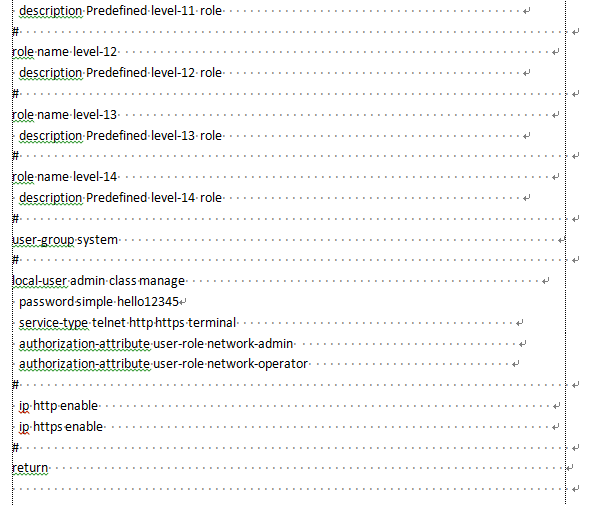 description Predefined level-11 role
#
role name level-12
description Predefined level-12 role
#
role name level-13
description Predefined level-13 role
#
role name level-14
description Predefined level-14 role
#
user-group system
#
local-user admin class manage
password simple hello12345
service-type telnet http https terminal
authorization-attribute user-role network-admin
authorization-attribute user-role network-operator
#
ip http enable
ip https enable
#
return